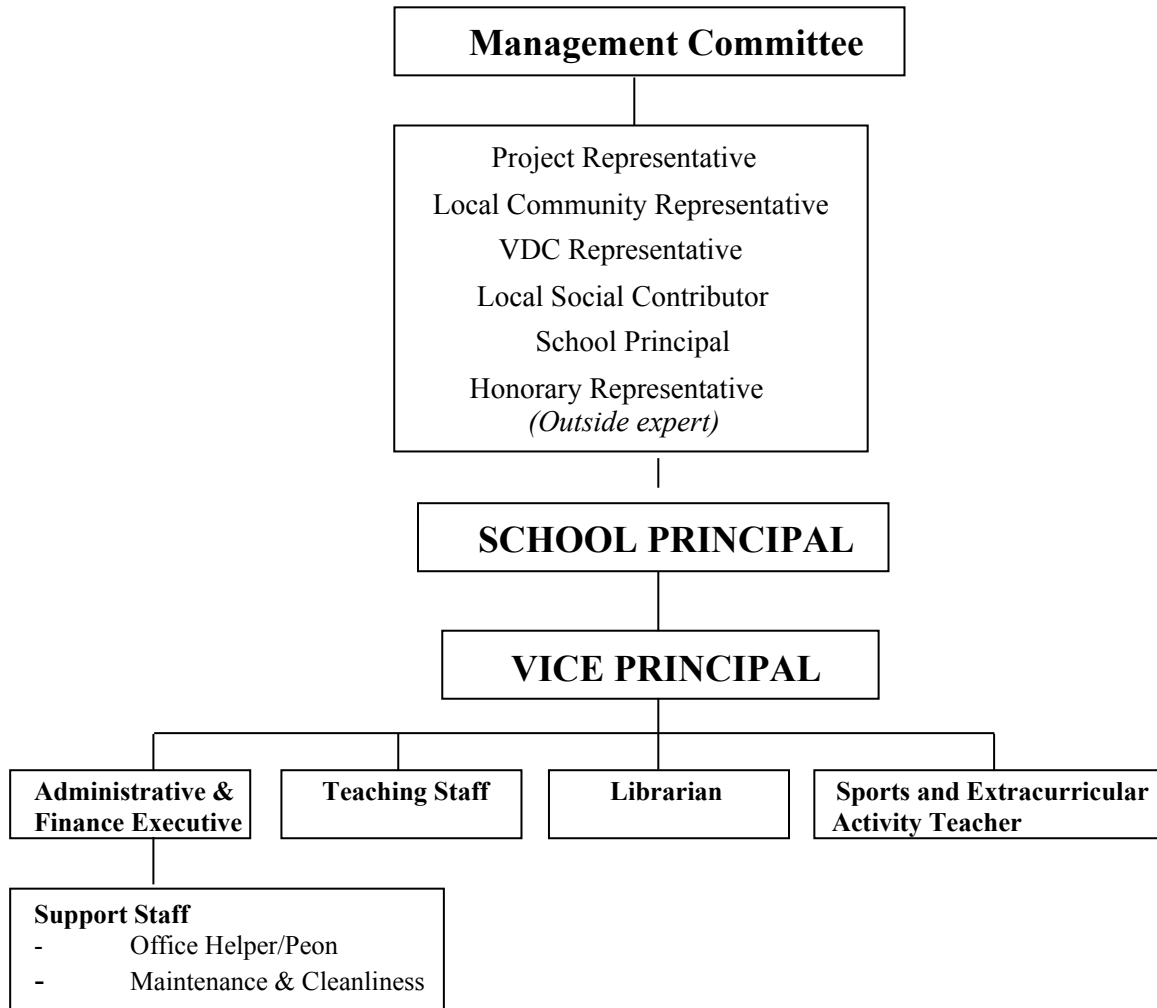 Management Committee
Project Representative
Local Community Representative
VDC Representative
Local Social Contributor
School Principal
Honorary Representative
(Outside expert)
SCHOOL PRINCIPAL
VICE PRINCIPAL
Administrative &
Finance Executive
Teaching Staff
Librarian
Sports and Extracurricular
Activity Teacher
Support Staff
- Office Helper/Peon
- Maintenance & Cleanliness